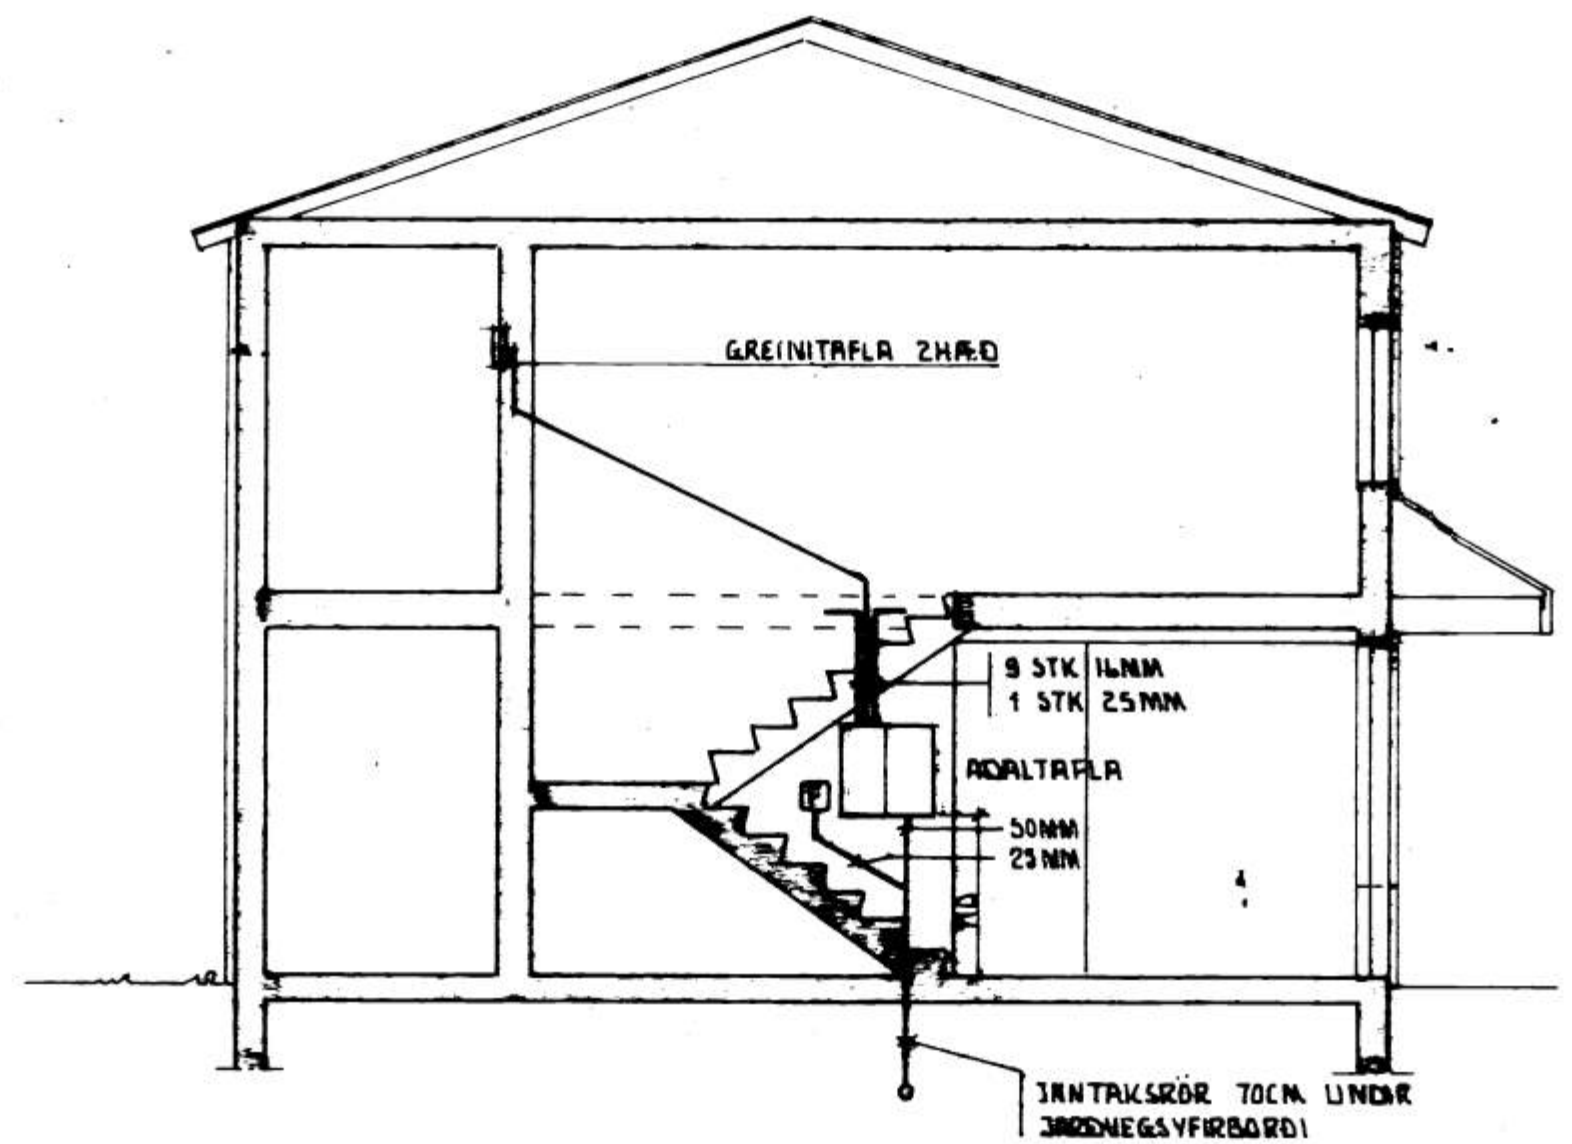 GREINITAFLA 2HÆÐ
9 STK 16MM
1 STK 25MM
AÐALTAFLA
F
50MM
25MM
INNTAKSRÖR 70CM UNDIR
JARÐVEGSYFIRBORÐI